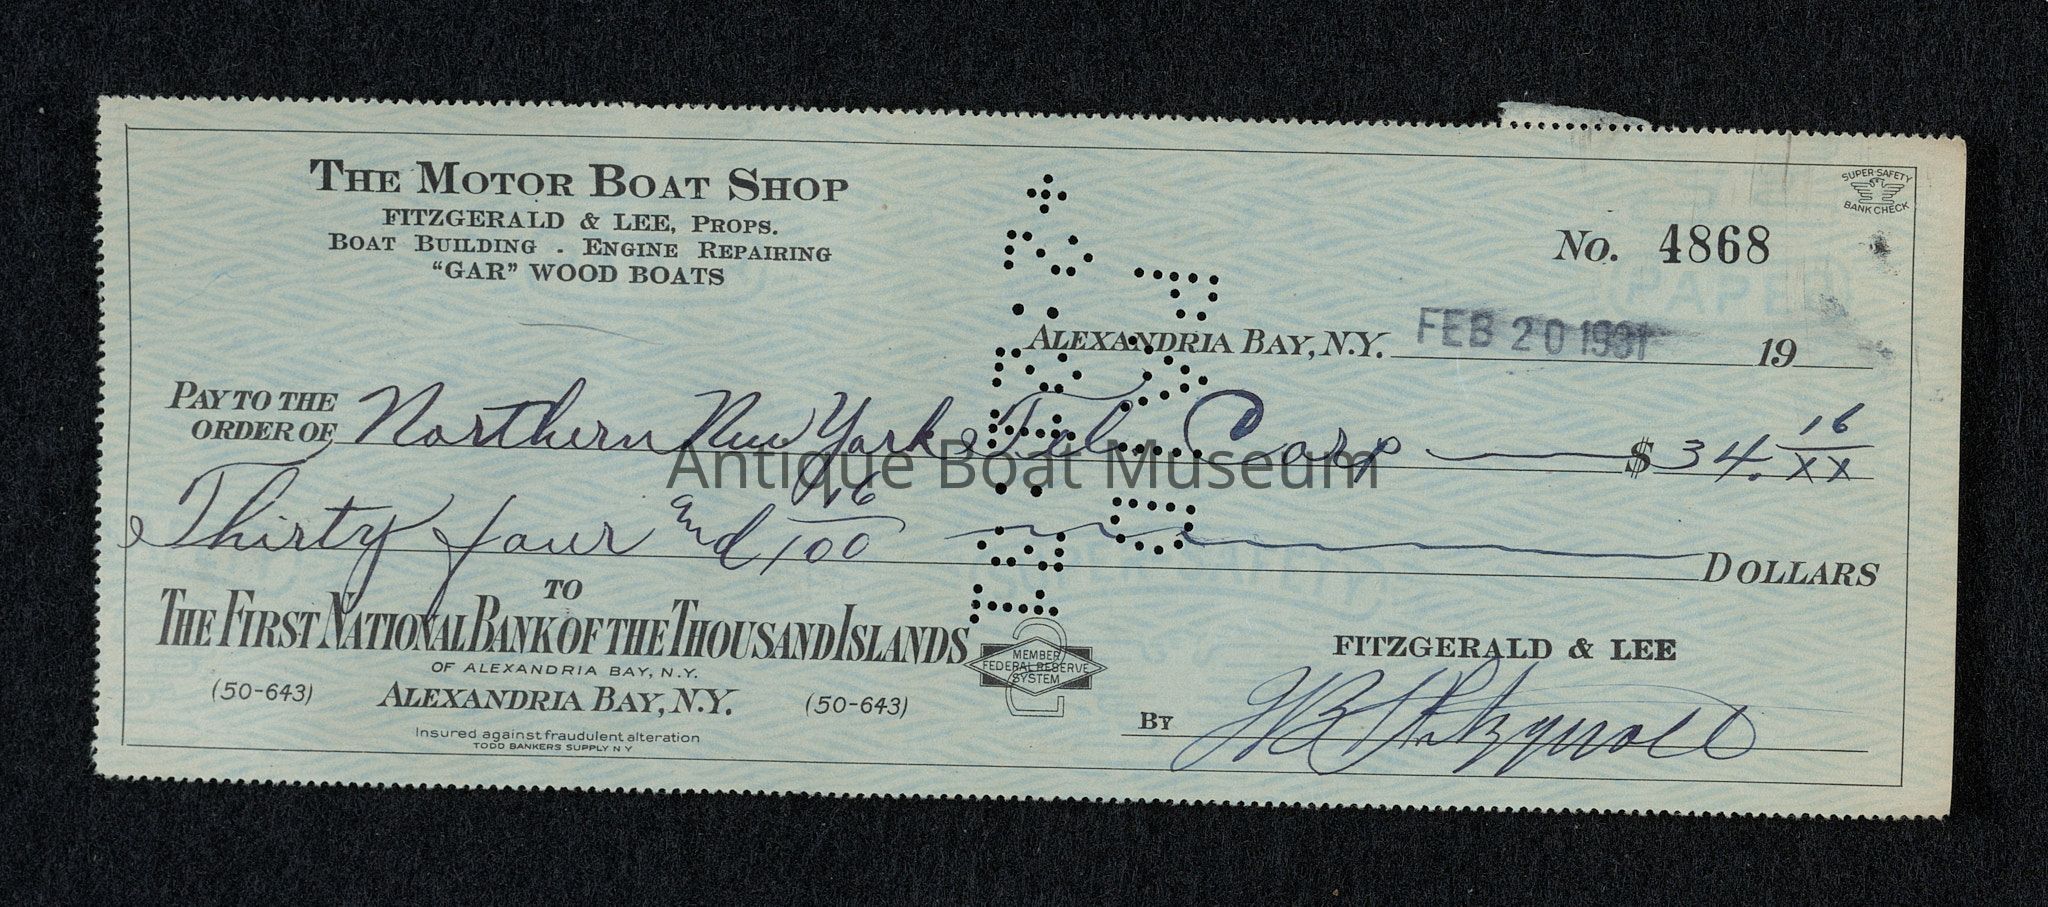 THE MOTOR BOAT SHOP
FITZGERALD & LEE, PROPS.
BOAT BUILDING - ENGINE REPAIRING
"GAR" WOOD BOATS
SUPER-SAFETY
BANK CHECK
No. 4868
ALEXANDRIA BAY, N.Y. FEB 20 1931 19
PAY TO THE
ORDER OF Northern New York Tel Corp $34. 16/xx
Antique Boat Museum
Thirty four and 16/100 DOLLARS
TO
THE FIRST NATIONAL BANK OF THE THOUSAND ISLANDS
OF ALEXANDRIA BAY, N.Y.
(50-643) ALEXANDRIA BAY, N.Y. (50-643)
Insured against fraudulent alteration
TODD BANKERS SUPPLY N Y
MEMBER
FEDERAL RESERVE
SYSTEM
FITZGERALD & LEE
BY Fitzgerald